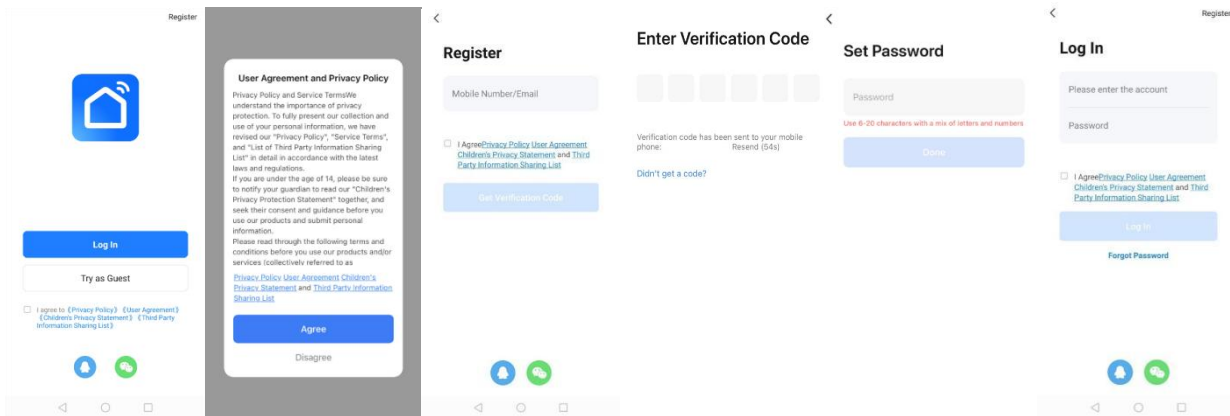 Register
Log In
Try as Guest
I agree to《Privacy Policy》《User Agreement》
《Children's Privacy Statement》《Third Party
Information Sharing List》
User Agreement and Privacy Policy
Privacy Policy and Service TermsWe
understand the importance of privacy
protection. To fully present our collection and
use of your personal information, we have
revised our "Privacy Policy", "Service Terms",
and "List of Third Party Information Sharing
List" in detail in accordance with the latest
laws and regulations.
If you are under the age of 14, please be sure
to notify your guardian to read our "Children's
Privacy Protection Statement" together, and
seek their consent and guidance before you
use our products and submit personal
information.
Please read through the following terms and
conditions before you use our products and/or
services (collectively referred to as
Privacy Policy User Agreement Children's
Privacy Statement and Third Party Information
Sharing List
Agree
Disagree
Register
Mobile Number/Email
I AgreePrivacy Policy User Agreement
Children's Privacy Statement and Third
Party Information Sharing List
Get Verification Code
Enter Verification Code
Verification code has been sent to your mobile
phone: Resend (54s)
Didn't get a code?
Set Password
Password
Use 6-20 characters with a mix of letters and numbers
Done
Register
Log In
Please enter the account
Password
I AgreePrivacy Policy User Agreement
Children's Privacy Statement and Third
Party Information Sharing List
Log In
Forgot Password